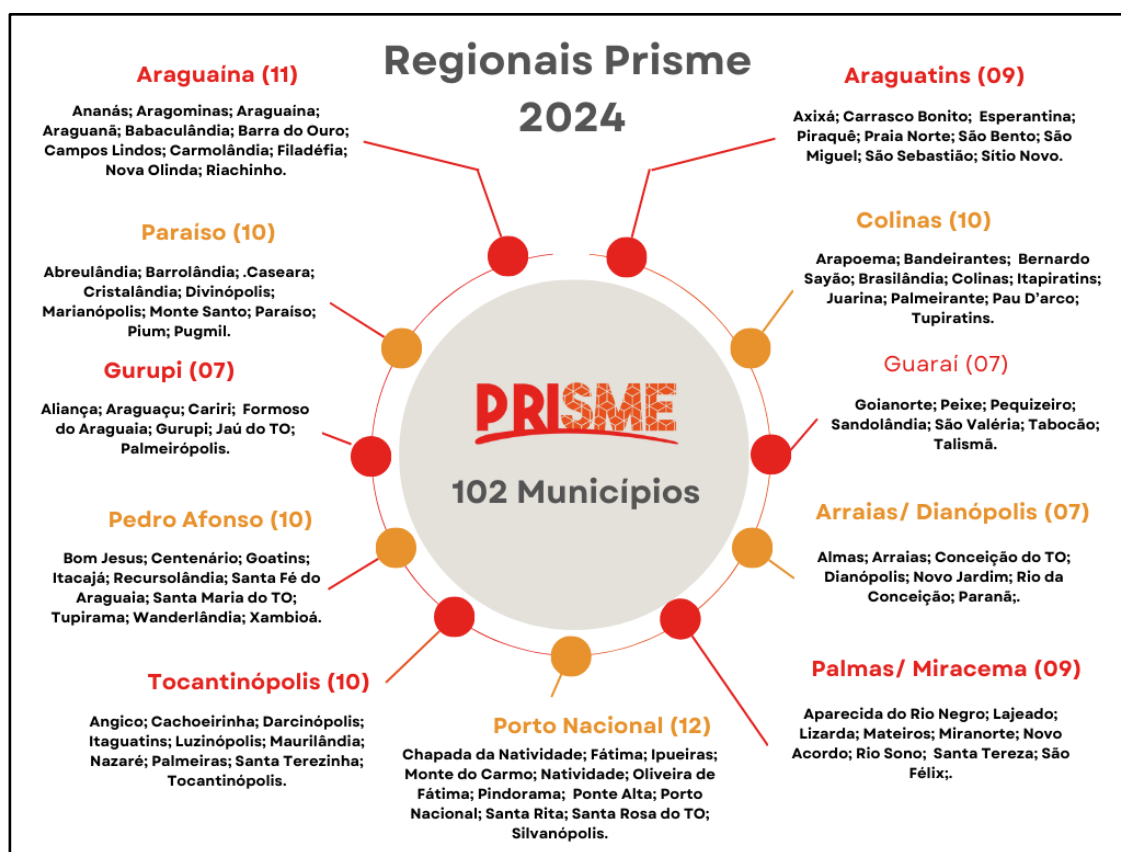 Regionais Prisme
2024
Araguaína (11)
Ananás; Aragominas; Araguaína;
Araguanã; Babaculândia; Barra do Ouro;
Campos Lindos; Carmolândia; Filadéfia;
Nova Olinda; Riachinho.
Paraíso (10)
Abreulândia; Barrolândia; .Caseara;
Cristalândia; Divinópolis;
Marianópolis; Monte Santo; Paraíso;
Pium; Pugmil.
Gurupi (07)
Aliança; Araguaçu; Cariri; Formoso
do Araguaia; Gurupi; Jaú do TO;
Palmeirópolis.
Pedro Afonso (10)
Bom Jesus; Centenário; Goatins;
Itacajá; Recursolândia; Santa Fé do
Araguaia; Santa Maria do TO;
Tupirama; Wanderlândia; Xambioá.
Tocantinópolis (10)
Angico; Cachoeirinha; Darcinópolis;
Itaguatins; Luzinópolis; Maurilândia;
Nazaré; Palmeiras; Santa Terezinha;
Tocantinópolis.
PRISME
102 Municípios
Porto Nacional (12)
Chapada da Natividade; Fátima; Ipueiras;
Monte do Carmo; Natividade; Oliveira de
Fátima; Pindorama; Ponte Alta; Porto
Nacional; Santa Rita; Santa Rosa do TO;
Silvanópolis.
Araguatins (09)
Axixá; Carrasco Bonito; Esperantina;
Piraquê; Praia Norte; São Bento; São
Miguel; São Sebastião; Sítio Novo.
Colinas (10)
Arapoema; Bandeirantes; Bernardo
Sayão; Brasilândia; Colinas; Itapiratins;
Juarina; Palmeirante; Pau D’arco;
Tupiratins.
Guaraí (07)
Goianorte; Peixe; Pequizeiro;
Sandolândia; São Valéria; Tabocão;
Talismã.
Arraias/ Dianópolis (07)
Almas; Arraias; Conceição do TO;
Dianópolis; Novo Jardim; Rio da
Conceição; Paranã;.
Palmas/ Miracema (09)
Aparecida do Rio Negro; Lajeado;
Lizarda; Mateiros; Miranorte; Novo
Acordo; Rio Sono; Santa Tereza; São
Félix;.